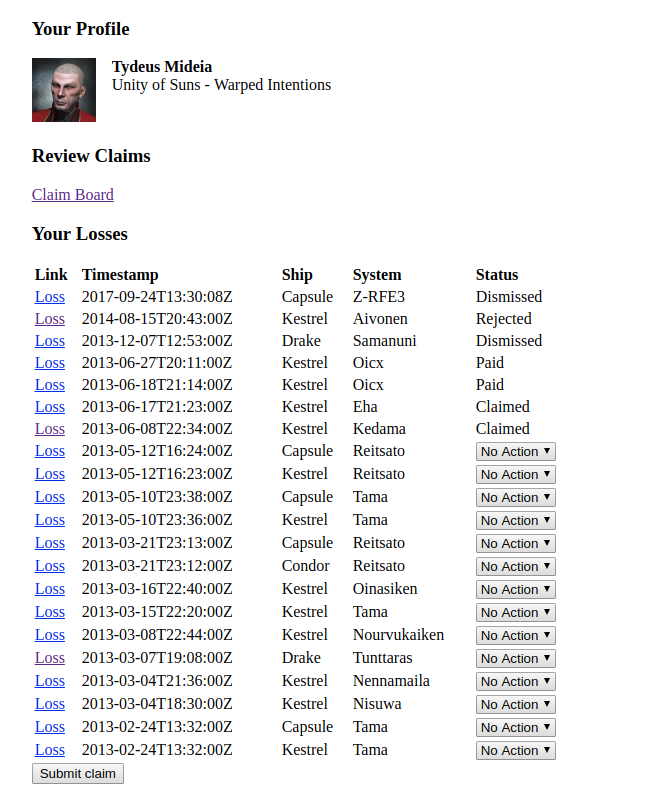 Your Profile
Tydeus Mideia
Unity of Suns - Warped Intentions
Review Claims
Claim Board
Your Losses
Link Timestamp Ship System Status
Loss 2017-09-24T13:30:08Z Capsule Z-RFE3 Dismissed
Loss 2014-08-15T20:43:00Z Kestrel Aivonen Rejected
Loss 2013-12-07T12:53:00Z Drake Samanuni Dismissed
Loss 2013-06-27T20:11:00Z Kestrel Oicx Paid
Loss 2013-06-18T21:14:00Z Kestrel Oicx Paid
Loss 2013-06-17T21:23:00Z Kestrel Eha Claimed
Loss 2013-06-08T22:34:00Z Kestrel Kedama Claimed
Loss 2013-05-12T16:24:00Z Capsule Reitsato No Action
Loss 2013-05-12T16:23:00Z Kestrel Reitsato No Action
Loss 2013-05-10T23:38:00Z Capsule Tama No Action
Loss 2013-05-10T23:36:00Z Kestrel Tama No Action
Loss 2013-03-21T23:13:00Z Capsule Reitsato No Action
Loss 2013-03-21T23:12:00Z Condor Reitsato No Action
Loss 2013-03-16T22:40:00Z Kestrel Oinasiken No Action
Loss 2013-03-15T22:20:00Z Kestrel Tama No Action
Loss 2013-03-08T22:44:00Z Kestrel Nourvukaiken No Action
Loss 2013-03-07T19:08:00Z Drake Tunttaras No Action
Loss 2013-03-04T21:36:00Z Kestrel Nennamaila No Action
Loss 2013-03-04T18:30:00Z Kestrel Nisuwa No Action
Loss 2013-02-24T13:32:00Z Capsule Tama No Action
Loss 2013-02-24T13:32:00Z Kestrel Tama No Action
Submit claim